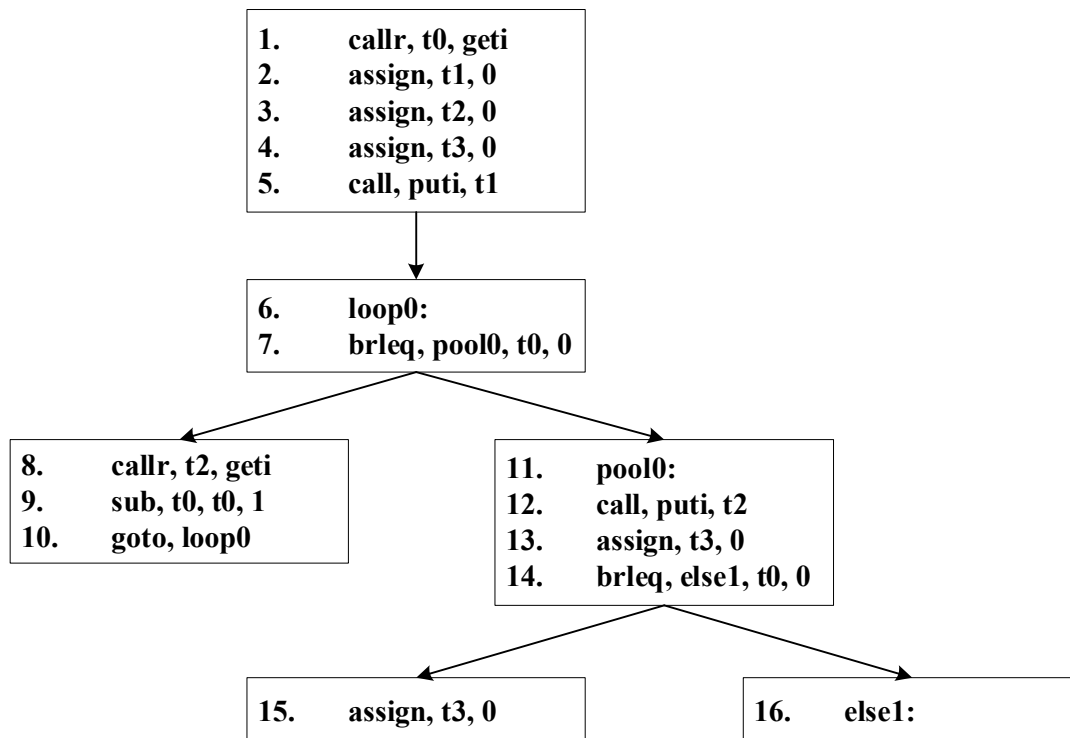 1. callr, t0, geti
2. assign, t1, 0
3. assign, t2, 0
4. assign, t3, 0
5. call, puti, t1
6. loop0:
7. brleq, pool0, t0, 0
8. callr, t2, geti
9. sub, t0, t0, 1
10. goto, loop0
11. pool0:
12. call, puti, t2
13. assign, t3, 0
14. brleq, else1, t0, 0
15. assign, t3, 0
16. else1: